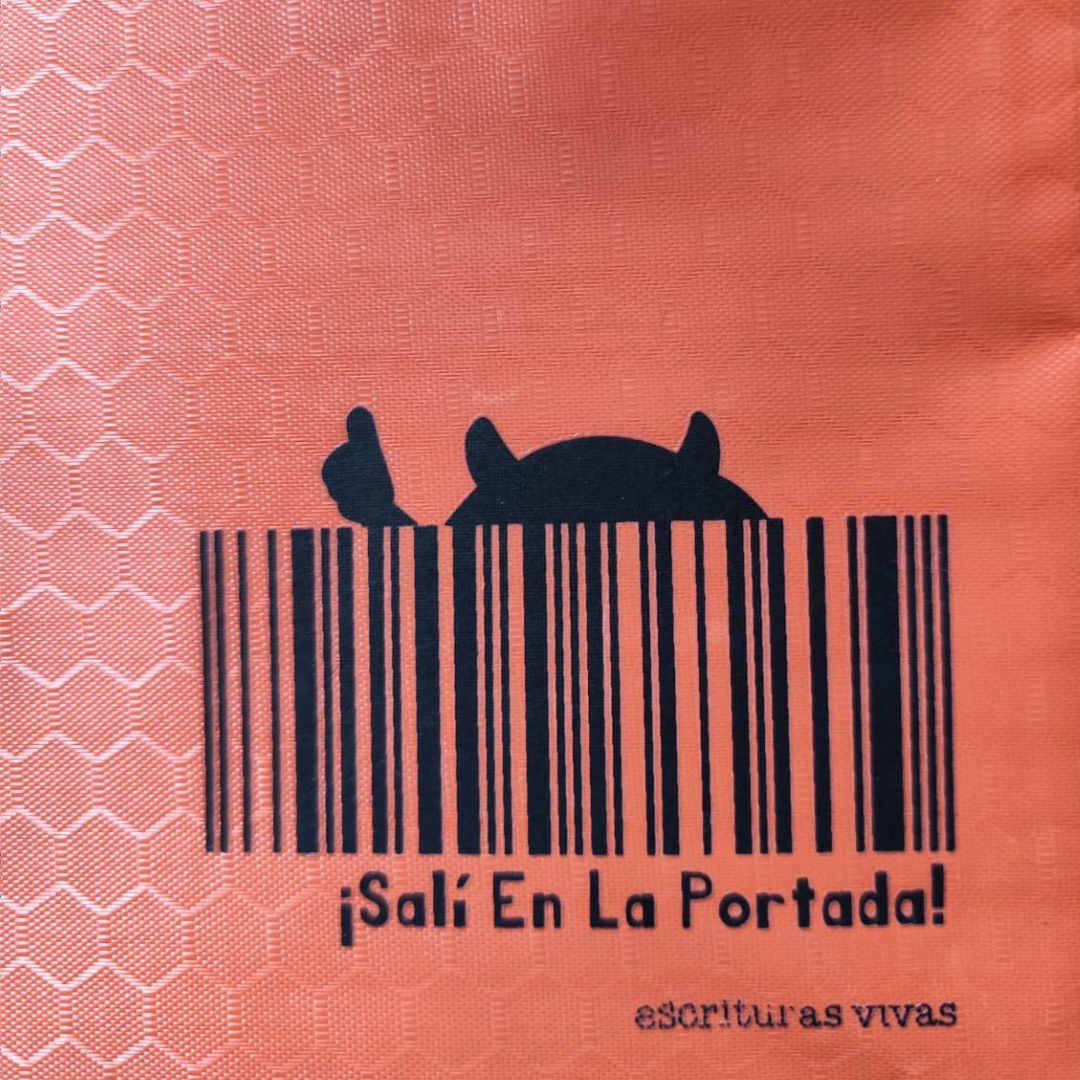 ¡Salí En La Portada!
escrituras vivas